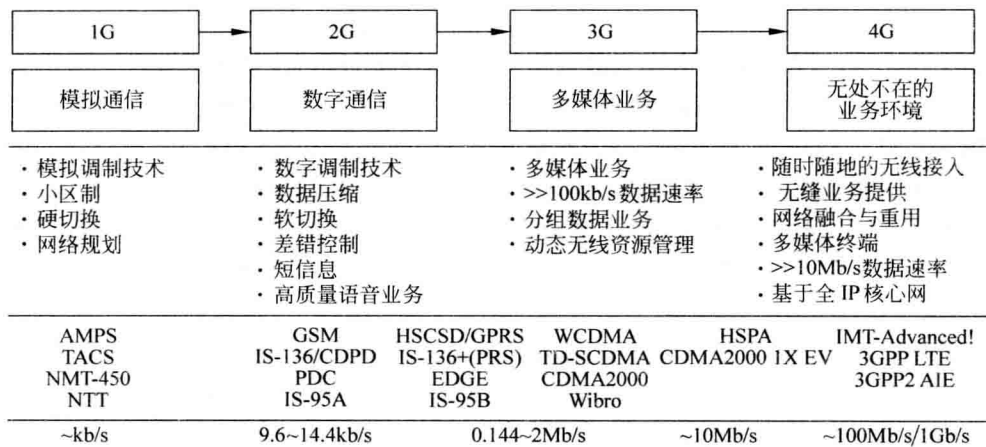 1G 2G 3G 4G
模拟通信 数字通信 多媒体业务 无处不在的
业务环境
· 模拟调制技术 · 数字调制技术 · 多媒体业务 · 随时随地的无线接入
· 小区制 · 数据压缩 · >>100kb/s数据速率 · 无缝业务提供
· 硬切换 · 软切换 · 分组数据业务 · 网络融合与重用
· 网络规划 · 差错控制 · 动态无线资源管理 · 多媒体终端
· 短信息 · >>10Mb/s数据速率
· 高质量语音业务 · 基于全IP核心网
AMPS GSM HSCSD/GPRS WCDMA HSPA IMT-Advanced!
TACS IS-136/CDPD IS-136+(PRS) TD-SCDMA CDMA2000 1X EV 3GPP LTE
NMT-450 PDC EDGE CDMA2000 3GPP2 AIE
NTT IS-95A IS-95B Wibro
~kb/s 9.6~14.4kb/s 0.144~2Mb/s ~10Mb/s ~100Mb/s/1Gb/s